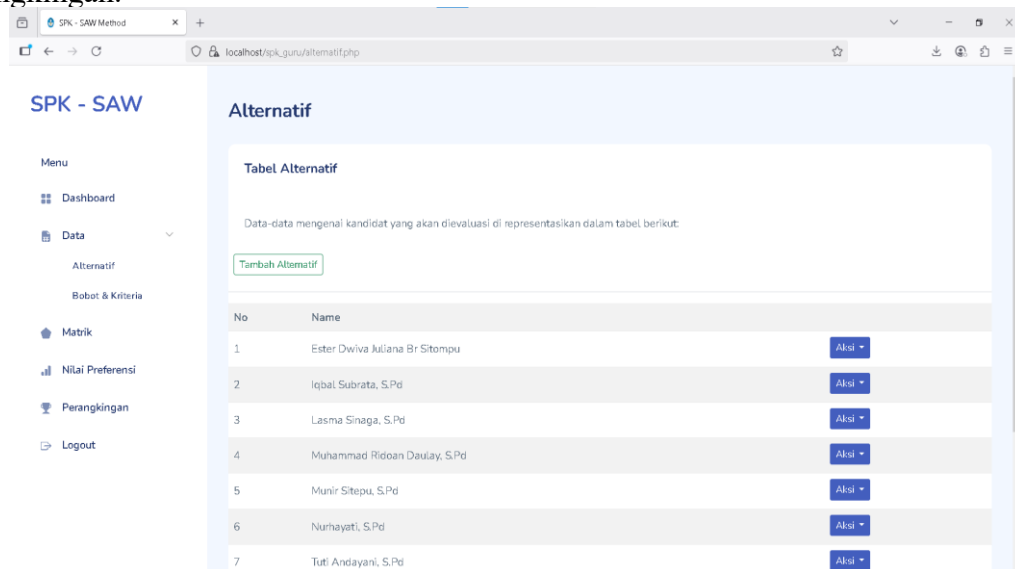 SPK - SAW Method
localhost/spk_guru/alternatif.php
SPK - SAW
Menu
Dashboard
Data
Alternatif
Bobot & Kriteria
Matrik
Nilai Preferensi
Perangkingan
Logout
Alternatif
Tabel Alternatif
Data-data mengenai kandidat yang akan dievaluasi di representasikan dalam tabel berikut:
Tambah Alternatif
No Name
1 Ester Dwiva Juliana Br Sitompu Aksi
2 Iqbal Subrata, S.Pd Aksi
3 Lasma Sinaga, S.Pd Aksi
4 Muhammad Ridoan Daulay, S.Pd Aksi
5 Munir Sitepu, S.Pd Aksi
6 Nurhayati, S.Pd Aksi
7 Tuti Andayani, S.Pd Aksi